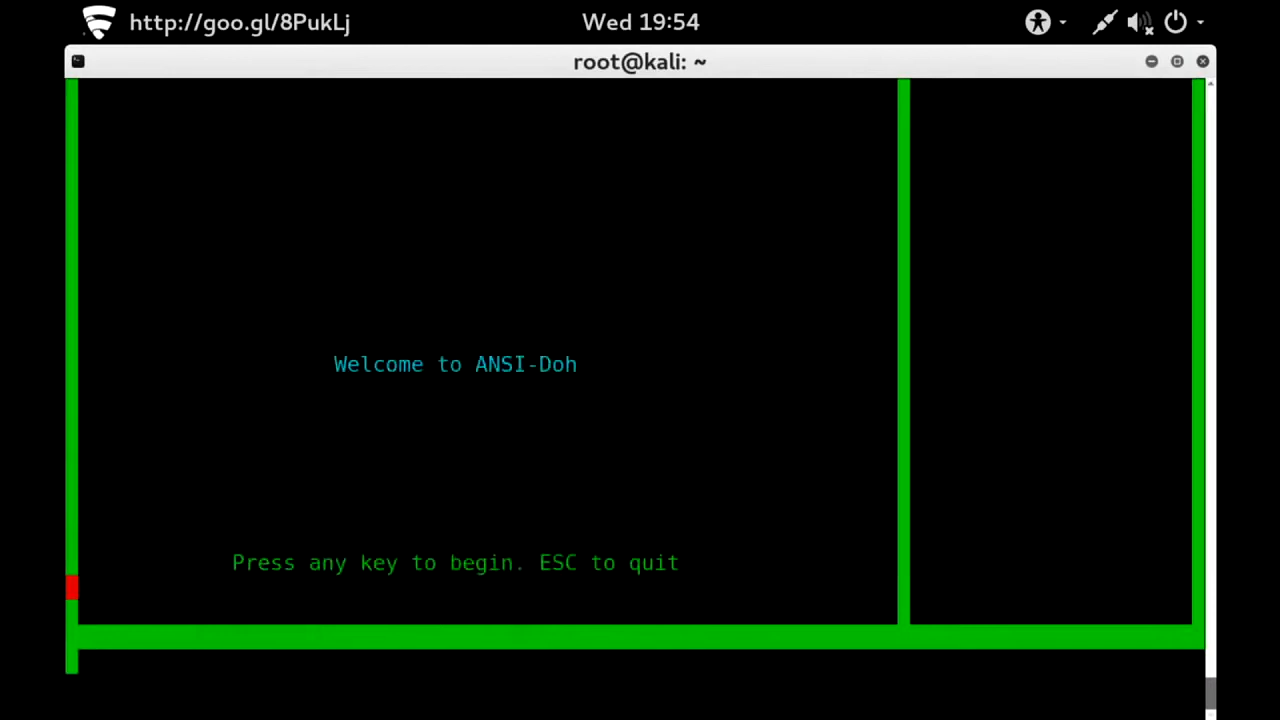 http://goo.gl/8PukLj
Wed 19:54
root@kali: ~
Welcome to ANSI-Doh
Press any key to begin. ESC to quit